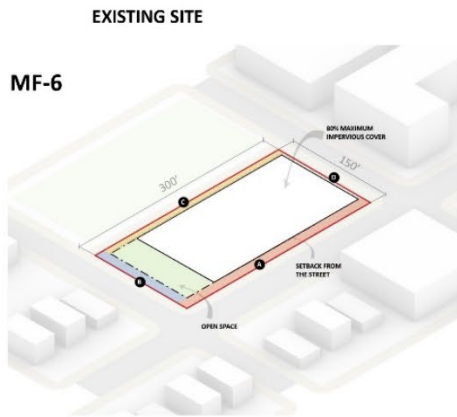 EXISTING SITE
MF-6
80% MAXIMUM
IMPERVIOUS COVER
150'
300'
D
C
A
SETBACK FROM
THE STREET
B
OPEN SPACE